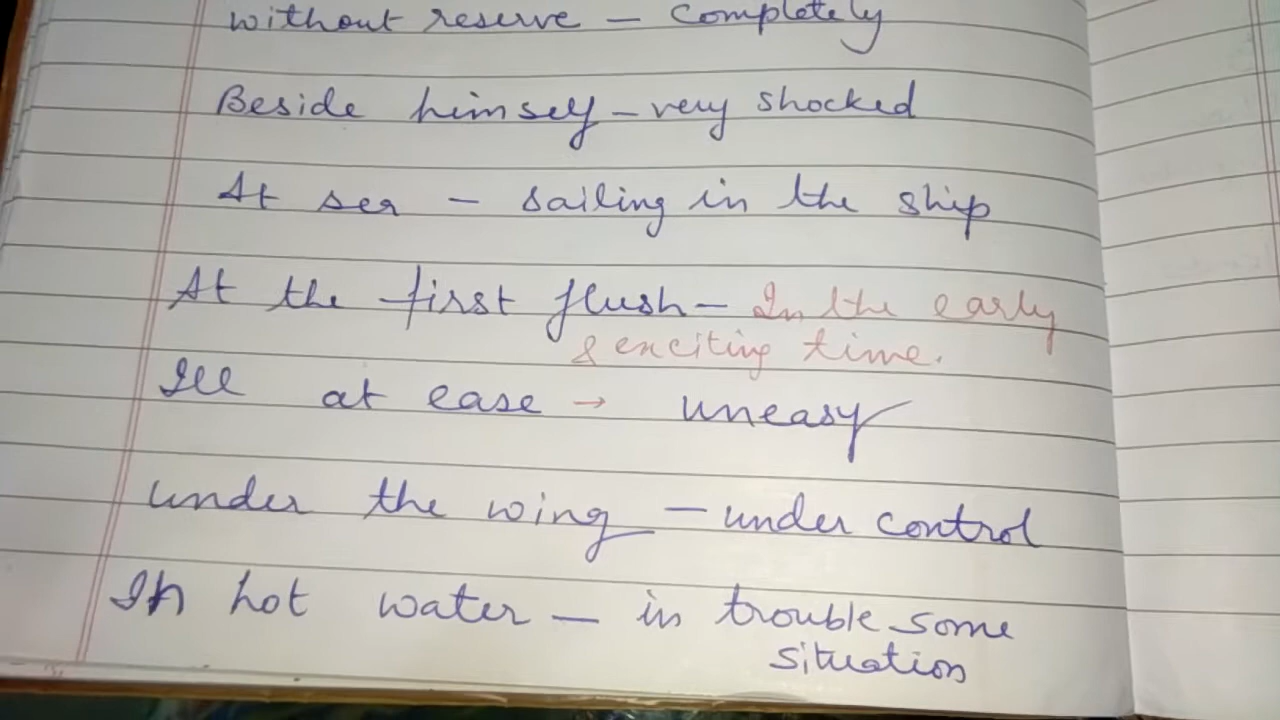 without reserve – completely
Beside himself – very shocked
At sea – sailing in the ship
At the first flush – In the early
& exciting time.
Ill at ease → uneasy
under the wing – under control
In hot water – in trouble some
situation